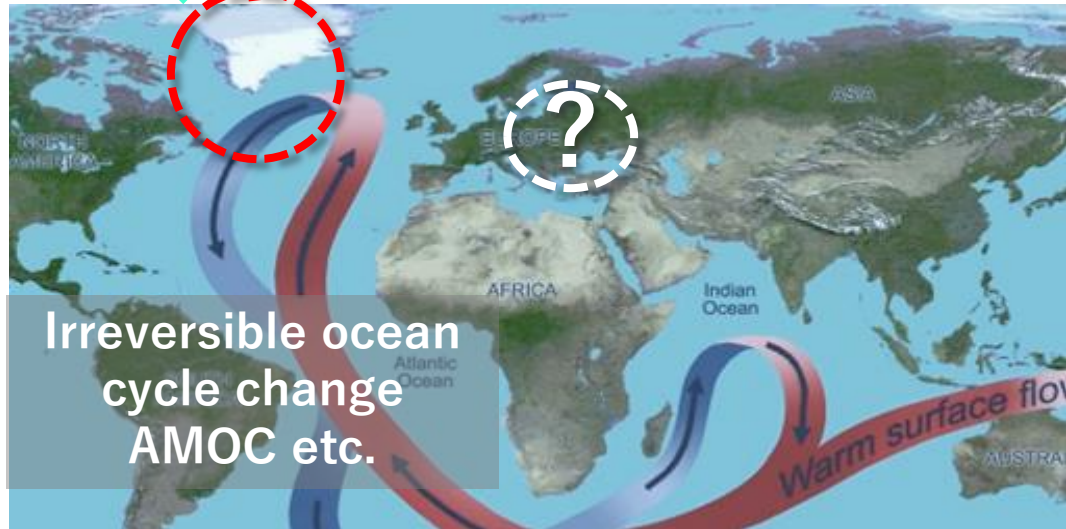 ASIA
?
EUROPE
NORTH
AMERICA
AFRICA
Indian
Ocean
Irreversible ocean
cycle change
AMOC etc.
Atlantic
Ocean
Warm surface flow
AUSTRA